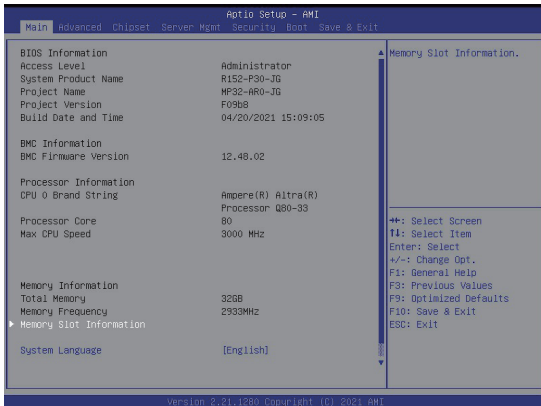 Aptio Setup - AMI
Main Advanced Chipset Server Mgmt Security Boot Save & Exit
BIOS Information
Access Level Administrator
System Product Name R152-P30-JG
Project Name MP32-AR0-JG
Project Version F09b8
Build Date and Time 04/20/2021 15:09:05
BMC Information
BMC Firmware Version 12.48.02
Processor Information
CPU 0 Brand String Ampere(R) Altra(R)
Processor Q80-33
Processor Core 80
Max CPU Speed 3000 MHz
Memory Information
Total Memory 32GB
Memory Frequency 2933MHz
Memory Slot Information
System Language [English]
Memory Slot Information.
→←: Select Screen
↑↓: Select Item
Enter: Select
+/-: Change Opt.
F1: General Help
F3: Previous Values
F9: Optimized Defaults
F10: Save & Exit
ESC: Exit
Version 2.21.1280 Copyright (C) 2021 AMI